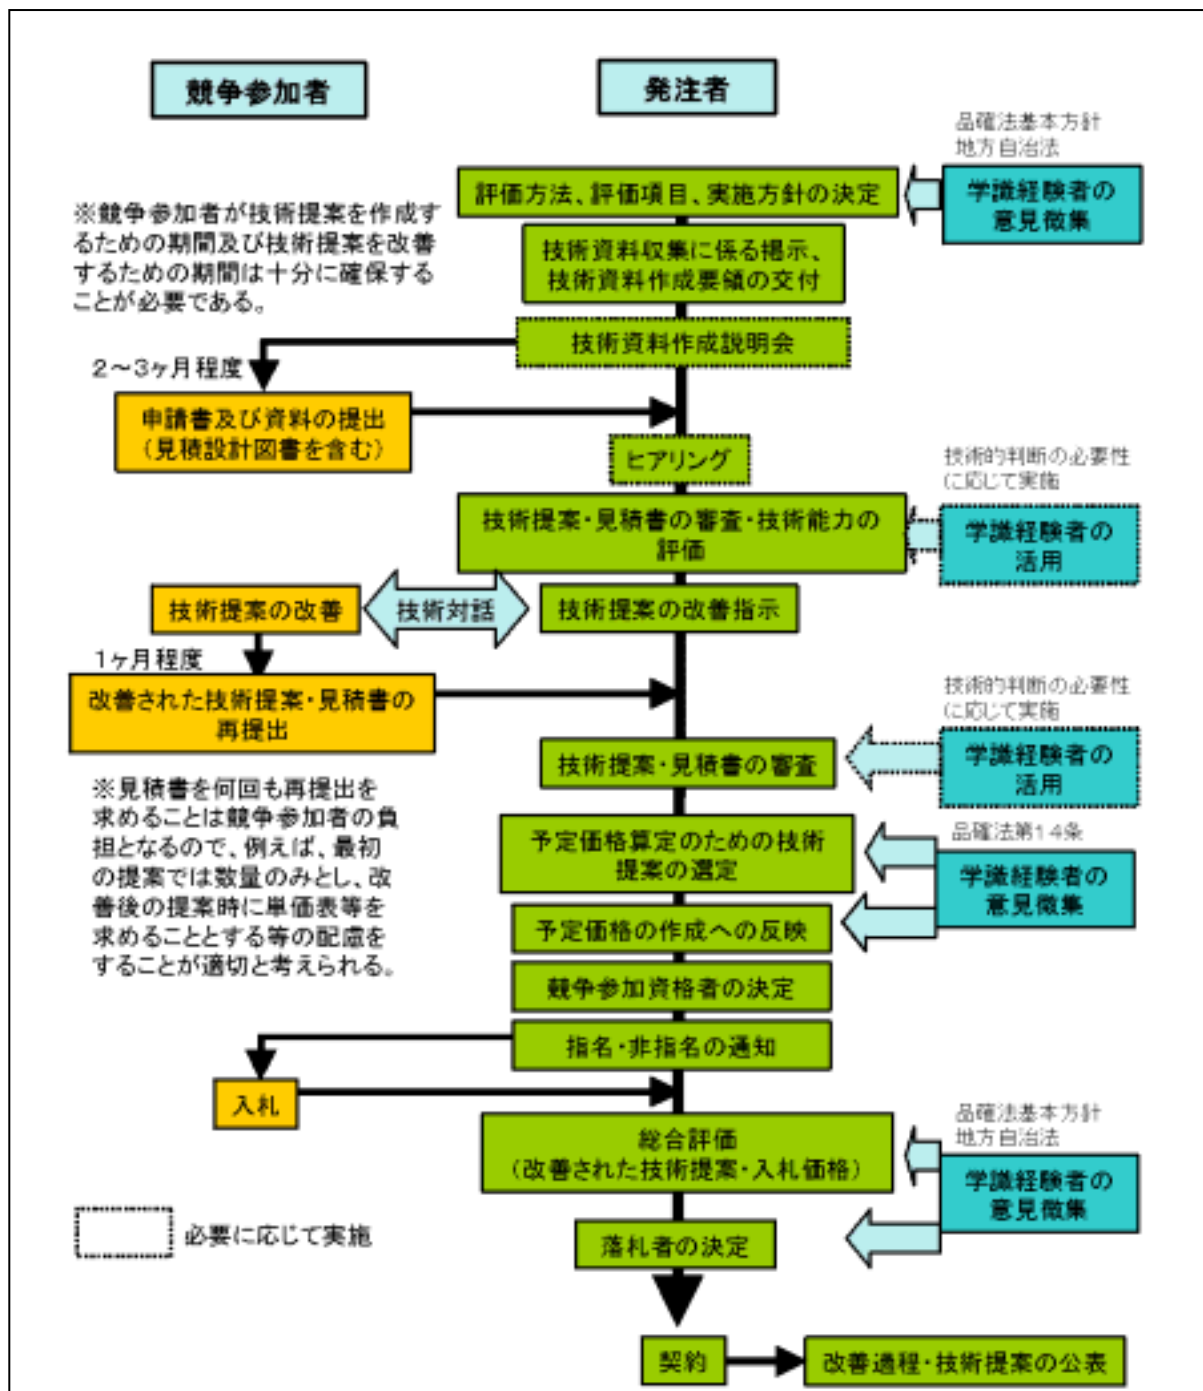 競争参加者
発注者
品確法基本方針
地方自治法
評価方法、評価項目、実施方針の決定
学識経験者の
意見徴集
※競争参加者が技術提案を作成す
るための期間及び技術提案を改善
するための期間は十分に確保する
ことが必要である。
技術資料収集に係る掲示、
技術資料作成要領の交付
技術資料作成説明会
2～3ヶ月程度
申請書及び資料の提出
（見積設計図書を含む）
ヒアリング
技術的判断の必要性
に応じて実施
技術提案・見積書の審査・技術能力の
評価
学識経験者の
活用
技術提案の改善
技術対話
技術提案の改善指示
1ヶ月程度
改善された技術提案・見積書の
再提出
技術的判断の必要性
に応じて実施
技術提案・見積書の審査
学識経験者の
活用
※見積書を何回も再提出を
求めることは競争参加者の負
担となるので、例えば、最初
の提案では数量のみとし、改
善後の提案時に単価表等を
求めることとする等の配慮を
することが適切と考えられる。
品確法第14条
予定価格算定のための技術
提案の選定
学識経験者の
意見徴集
予定価格の作成への反映
競争参加資格者の決定
指名・非指名の通知
入札
品確法基本方針
地方自治法
総合評価
（改善された技術提案・入札価格）
学識経験者の
意見徴集
必要に応じて実施
落札者の決定
契約
改善過程・技術提案の公表